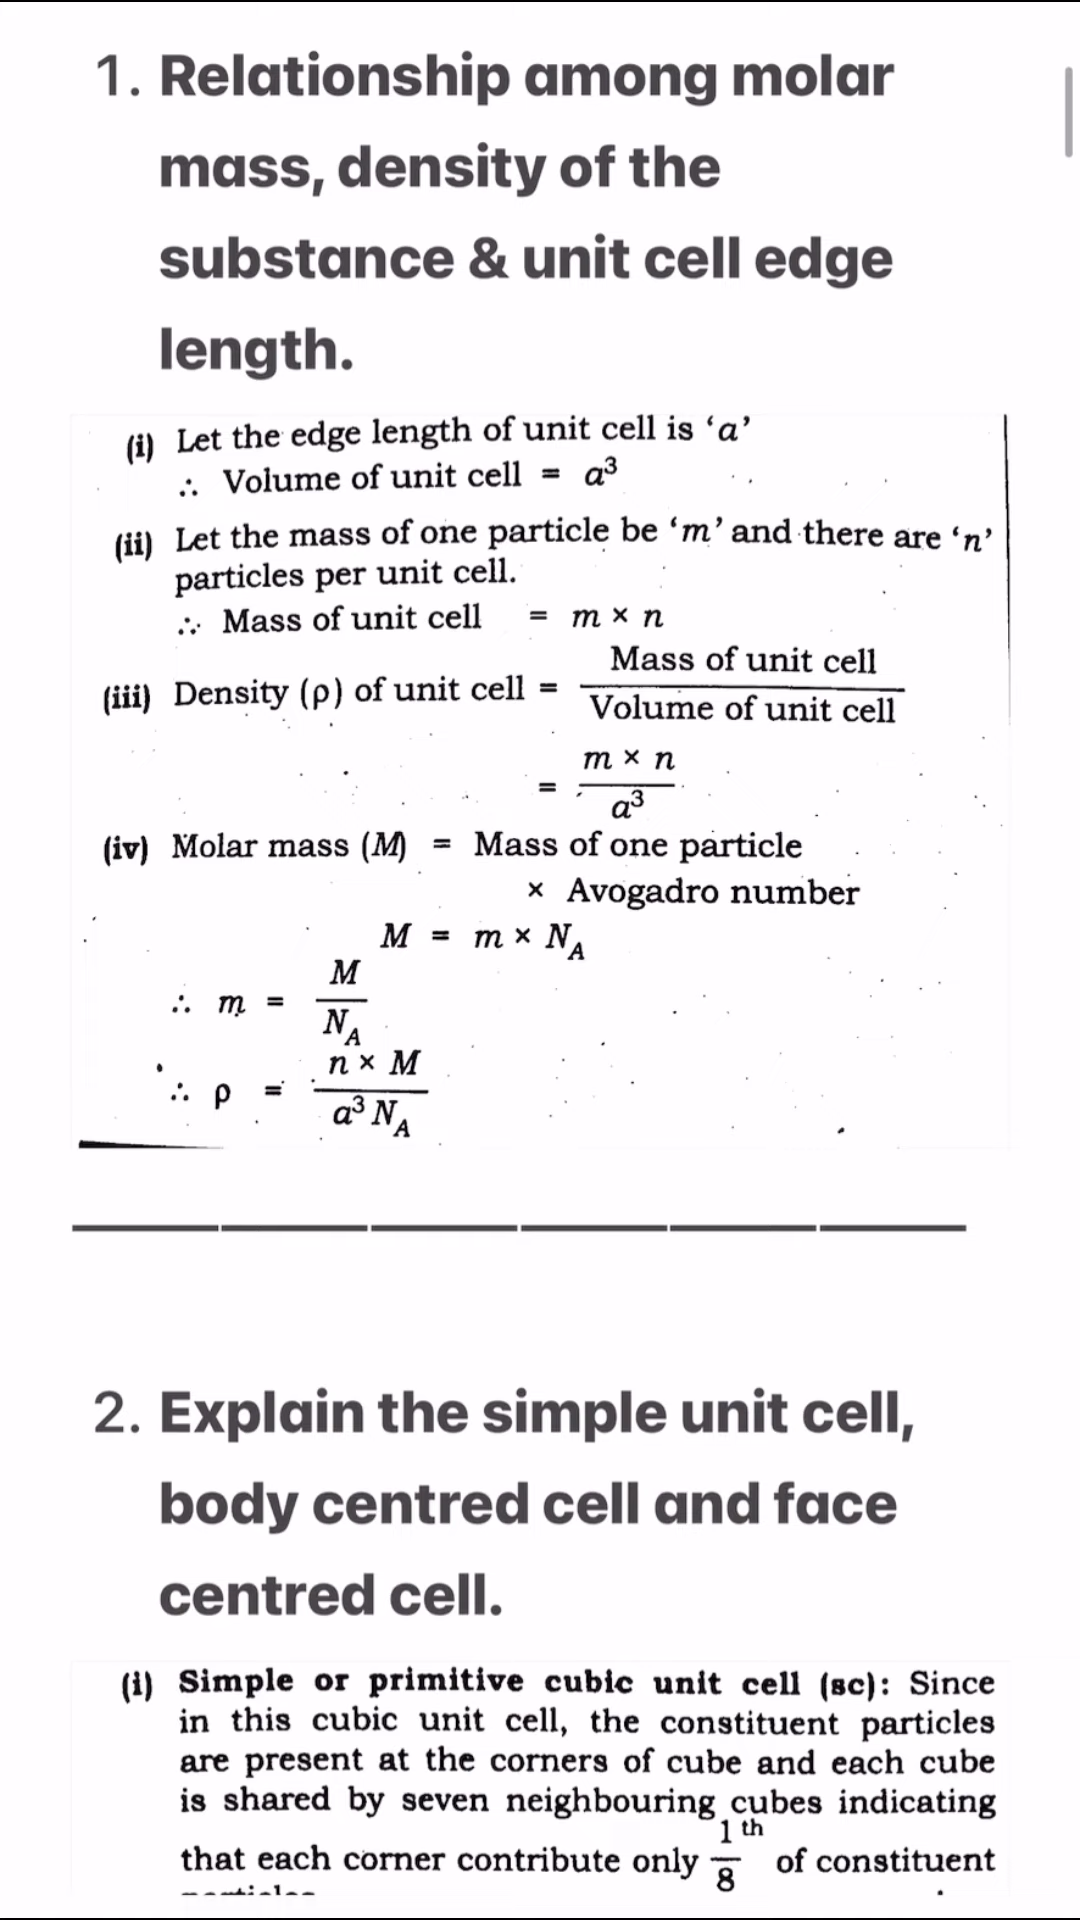 1. Relationship among molar
mass, density of the
substance & unit cell edge
length.
(i) Let the edge length of unit cell is ‘a’
∴ Volume of unit cell = a³
(ii) Let the mass of one particle be ‘m’ and there are ‘n’
particles per unit cell.
∴ Mass of unit cell = m × n
(iii) Density (ρ) of unit cell = Mass of unit cell / Volume of unit cell
= m × n / a³
(iv) Molar mass (M) = Mass of one particle
× Avogadro number
M = m × N_A
∴ m = M / N_A
∴ ρ = n × M / a³ N_A
2. Explain the simple unit cell,
body centred cell and face
centred cell.
(i) Simple or primitive cubic unit cell (sc): Since
in this cubic unit cell, the constituent particles
are present at the corners of cube and each cube
is shared by seven neighbouring cubes indicating
that each corner contribute only 1/8 th of constituent